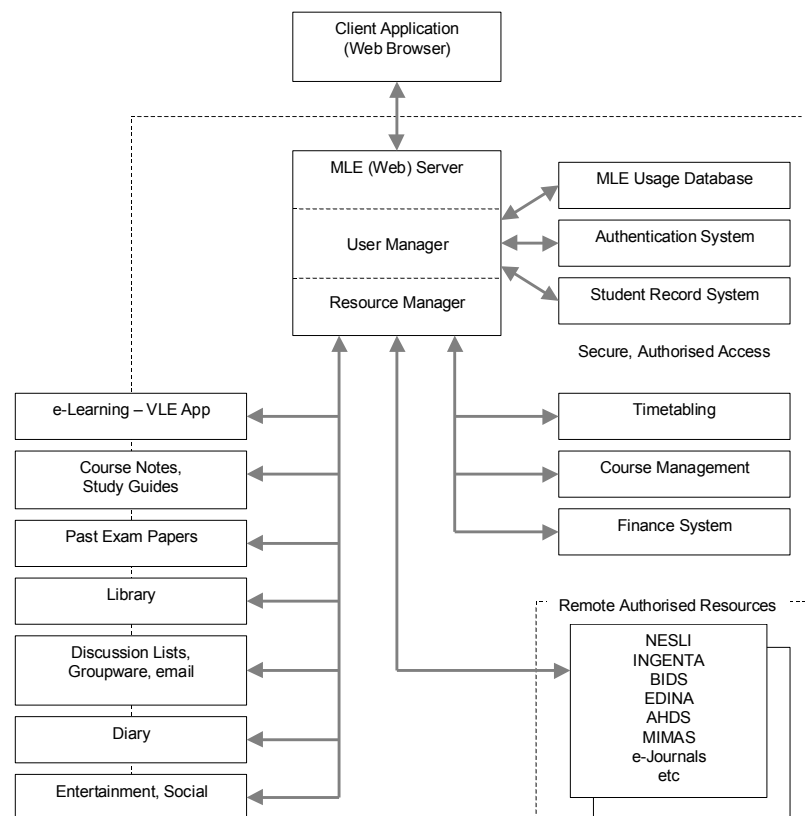 Client Application
(Web Browser)
MLE (Web) Server
User Manager
Resource Manager
MLE Usage Database
Authentication System
Student Record System
Secure, Authorised Access
e-Learning – VLE App
Course Notes,
Study Guides
Past Exam Papers
Library
Discussion Lists,
Groupware, email
Diary
Entertainment, Social
Timetabling
Course Management
Finance System
Remote Authorised Resources
NESLI
INGENTA
BIDS
EDINA
AHDS
MIMAS
e-Journals
etc